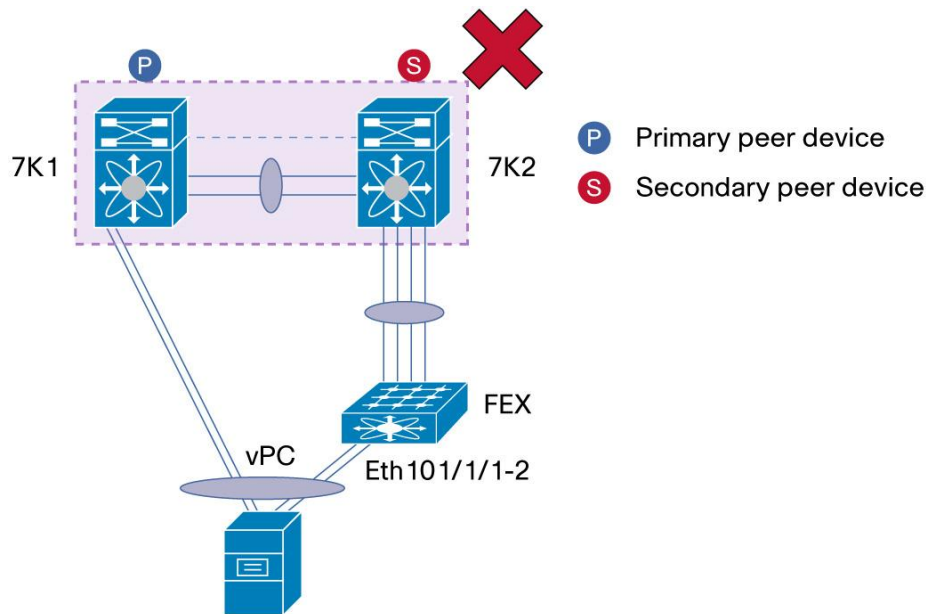 P
S
7K1
7K2
P Primary peer device
S Secondary peer device
FEX
vPC
Eth101/1/1-2